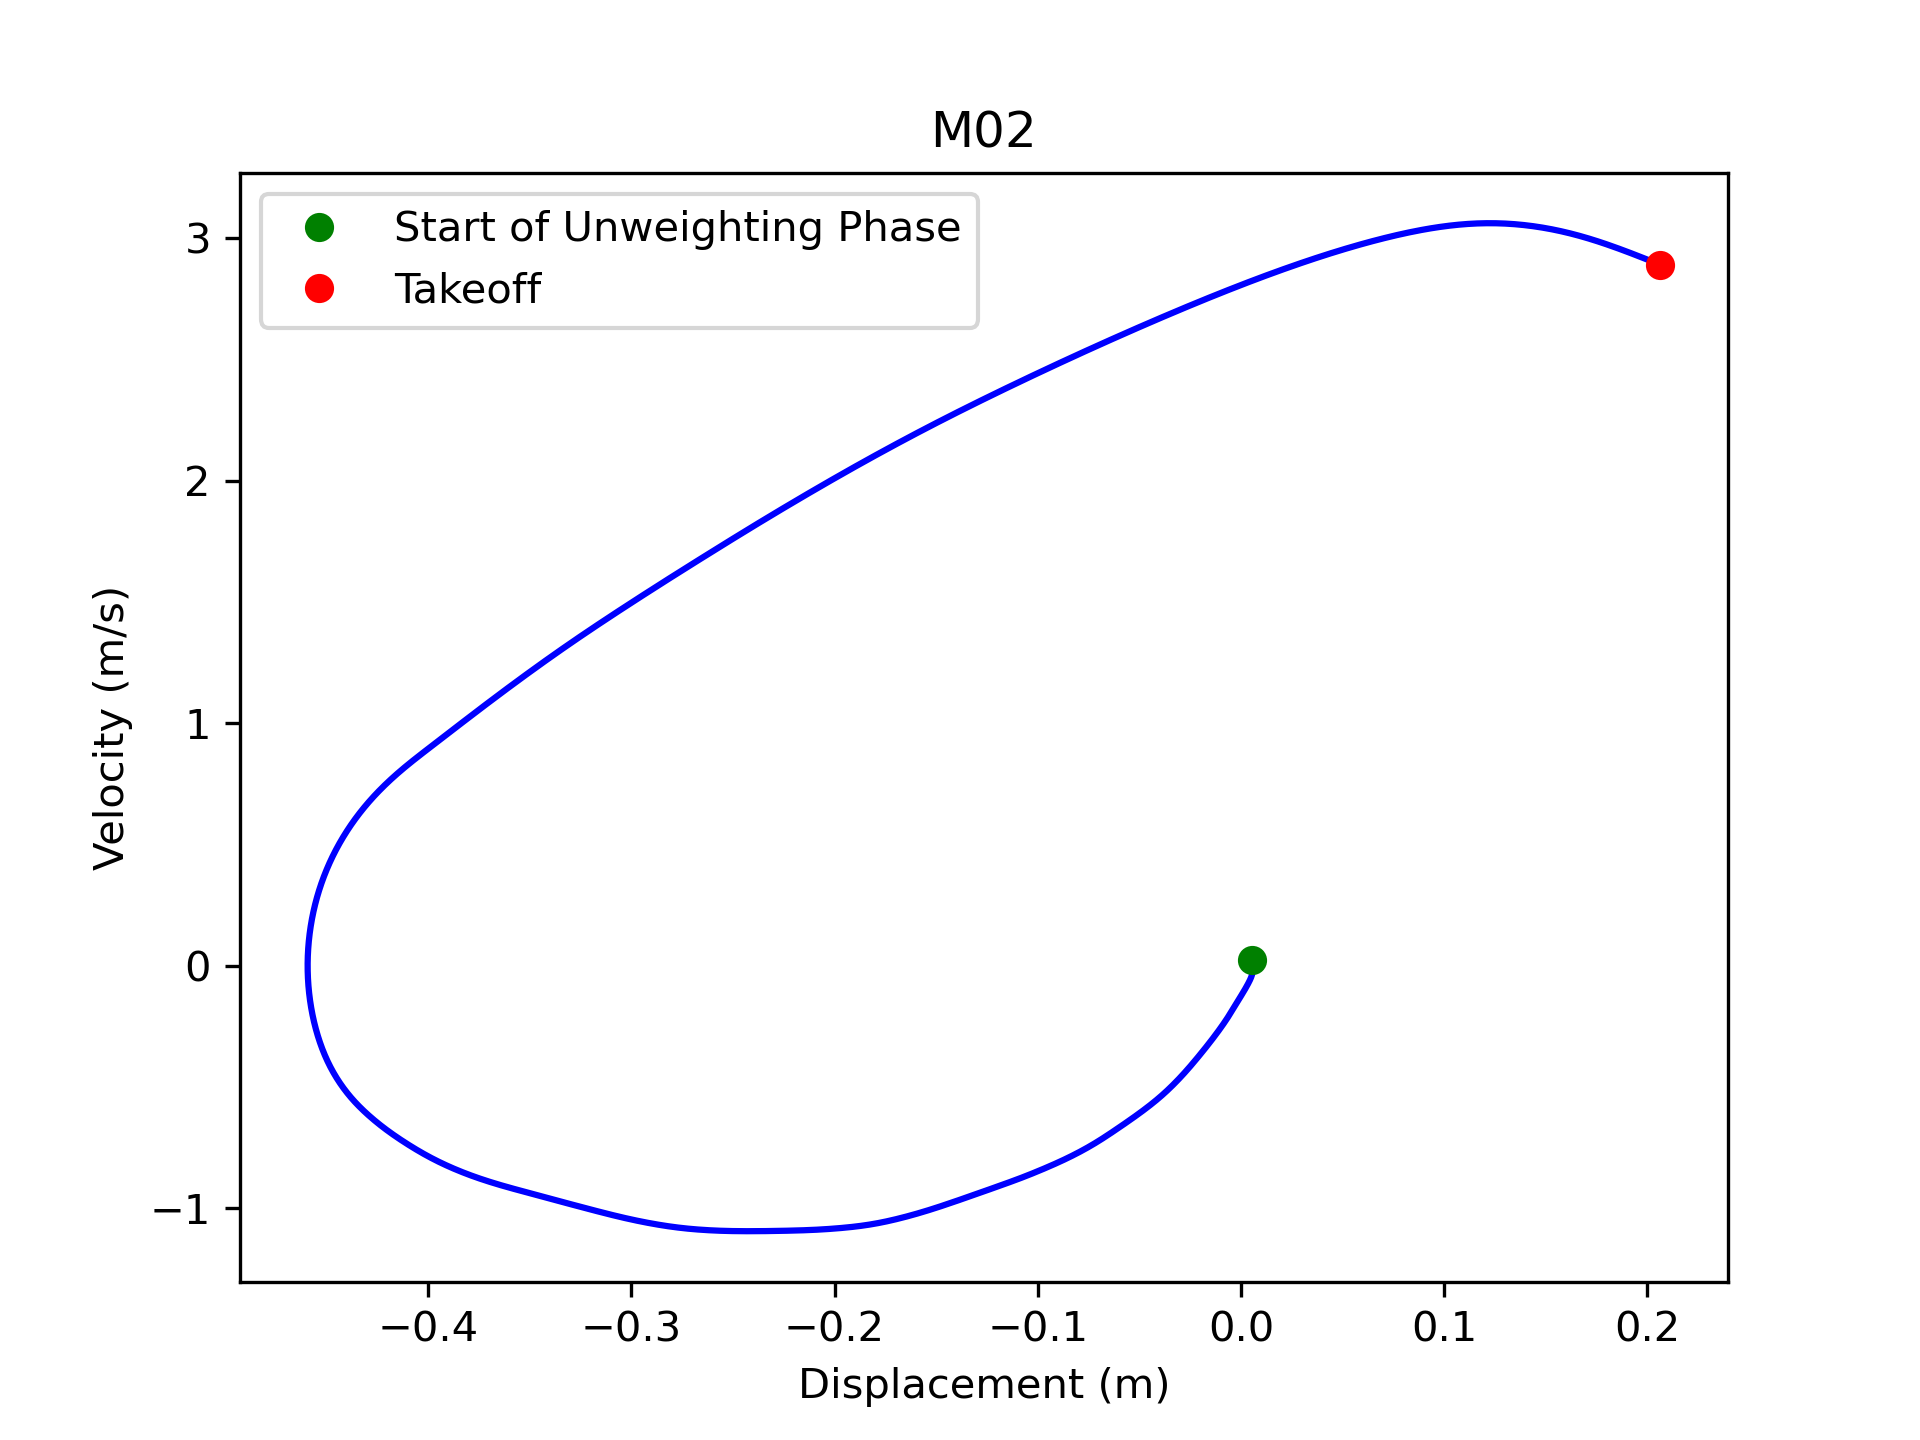 M02
Start of Unweighting Phase
Takeoff
3
2
1
0
−1
Velocity (m/s)
−0.4 −0.3 −0.2 −0.1 0.0 0.1 0.2
Displacement (m)